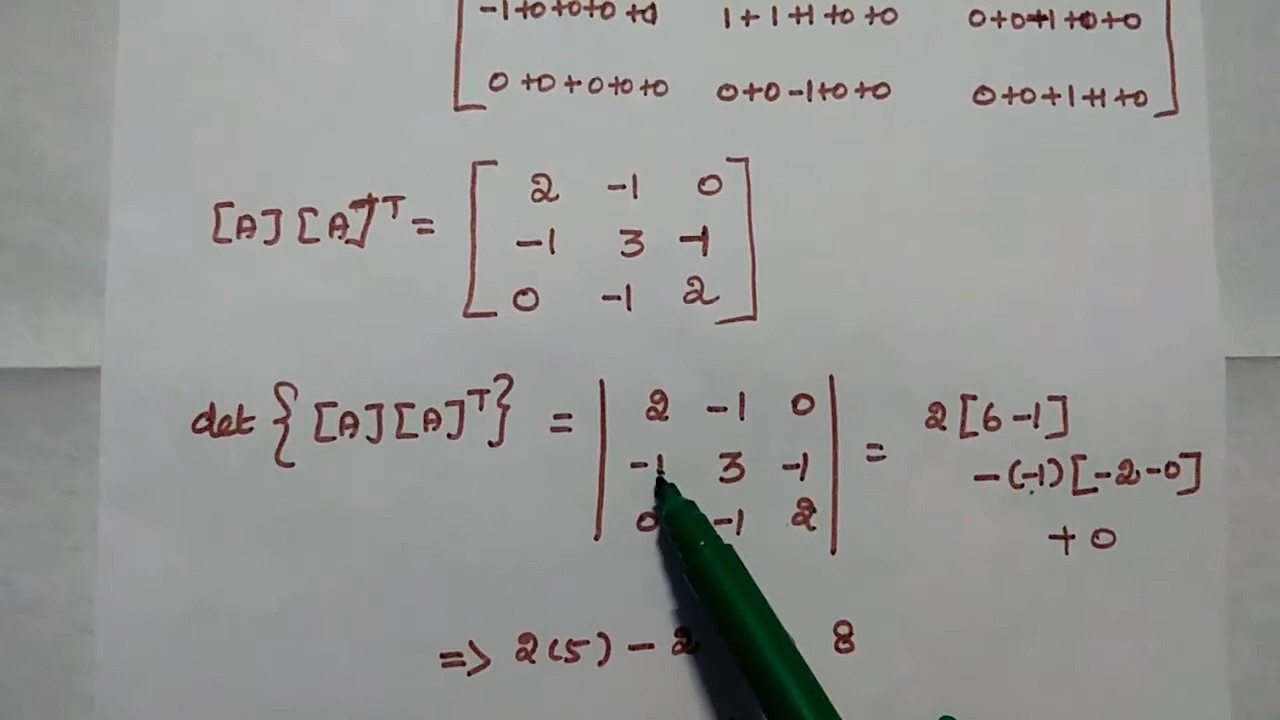 -1+0+0+0+0 1+1+1+0+0 0+0+1+0+0
0+0+0+0+0 0+0-1+0+0 0+0+1+1+0
[A][A]ᵀ = 2 -1 0
-1 3 -1
0 -1 2
det {[A][A]ᵀ} = | 2 -1 0 | = 2[6-1]
-1 3 -1 -(-1)[-2-0]
0 -1 2 +0
=> 2(5) - 2 8